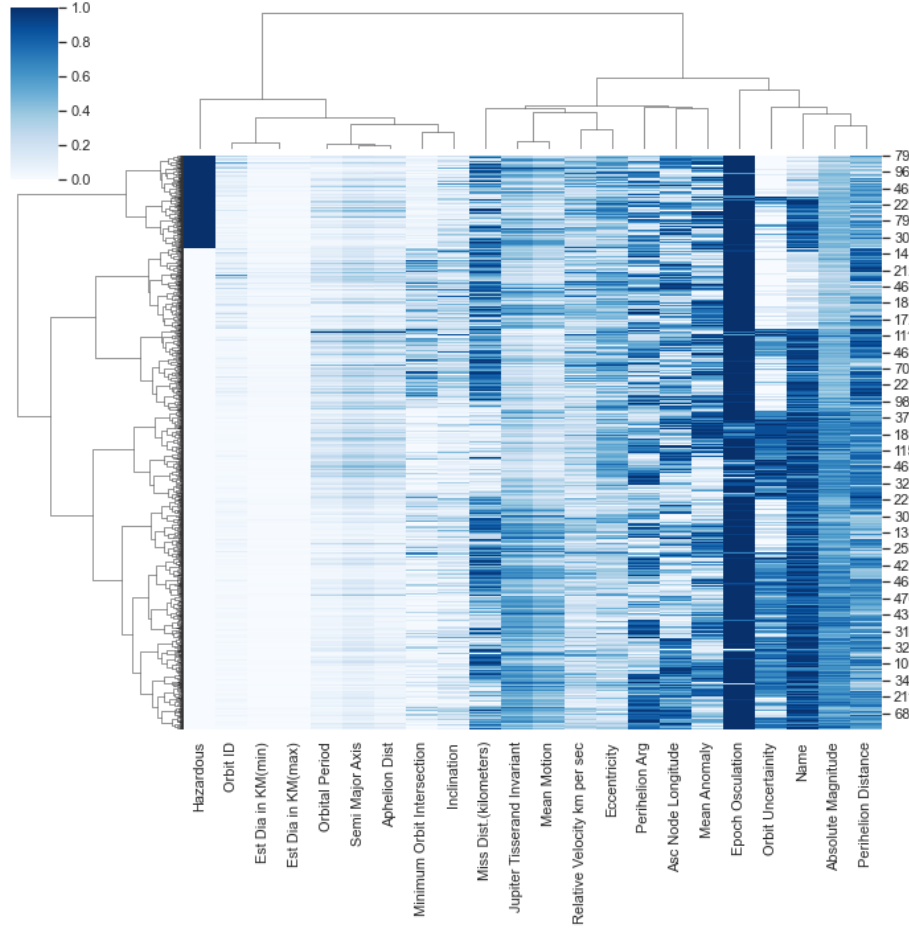 1.0
0.8
0.6
0.4
0.2
0.0
79
96
46
22
79
30
14
21
46
18
17
11
46
70
22
98
37
18
115
46
32
22
30
13
25
42
46
47
43
32
10
34
21
68
Hazardous
Orbit ID
Est Dia in KM(min)
Est Dia in KM(max)
Orbital Period
Semi Major Axis
Aphelion Dist
Minimum Orbit Intersection
Inclination
Miss Dist.(kilometers)
Jupiter Tisserand Invariant
Mean Motion
Relative Velocity km per sec
Eccentricity
Perihelion Arg
Asc Node Longitude
Mean Anomaly
Epoch Osculation
Orbit Uncertainity
Name
Absolute Magnitude
Perihelion Distance